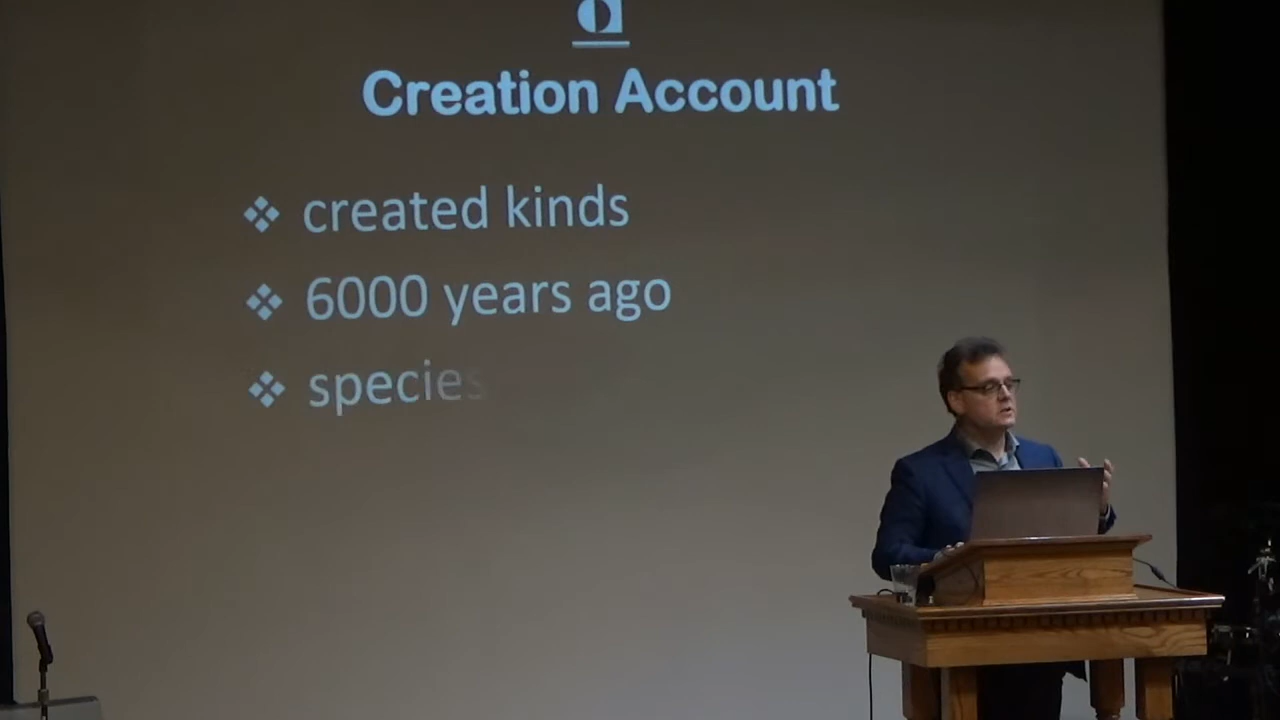 Creation Account
created kinds
6000 years ago
species